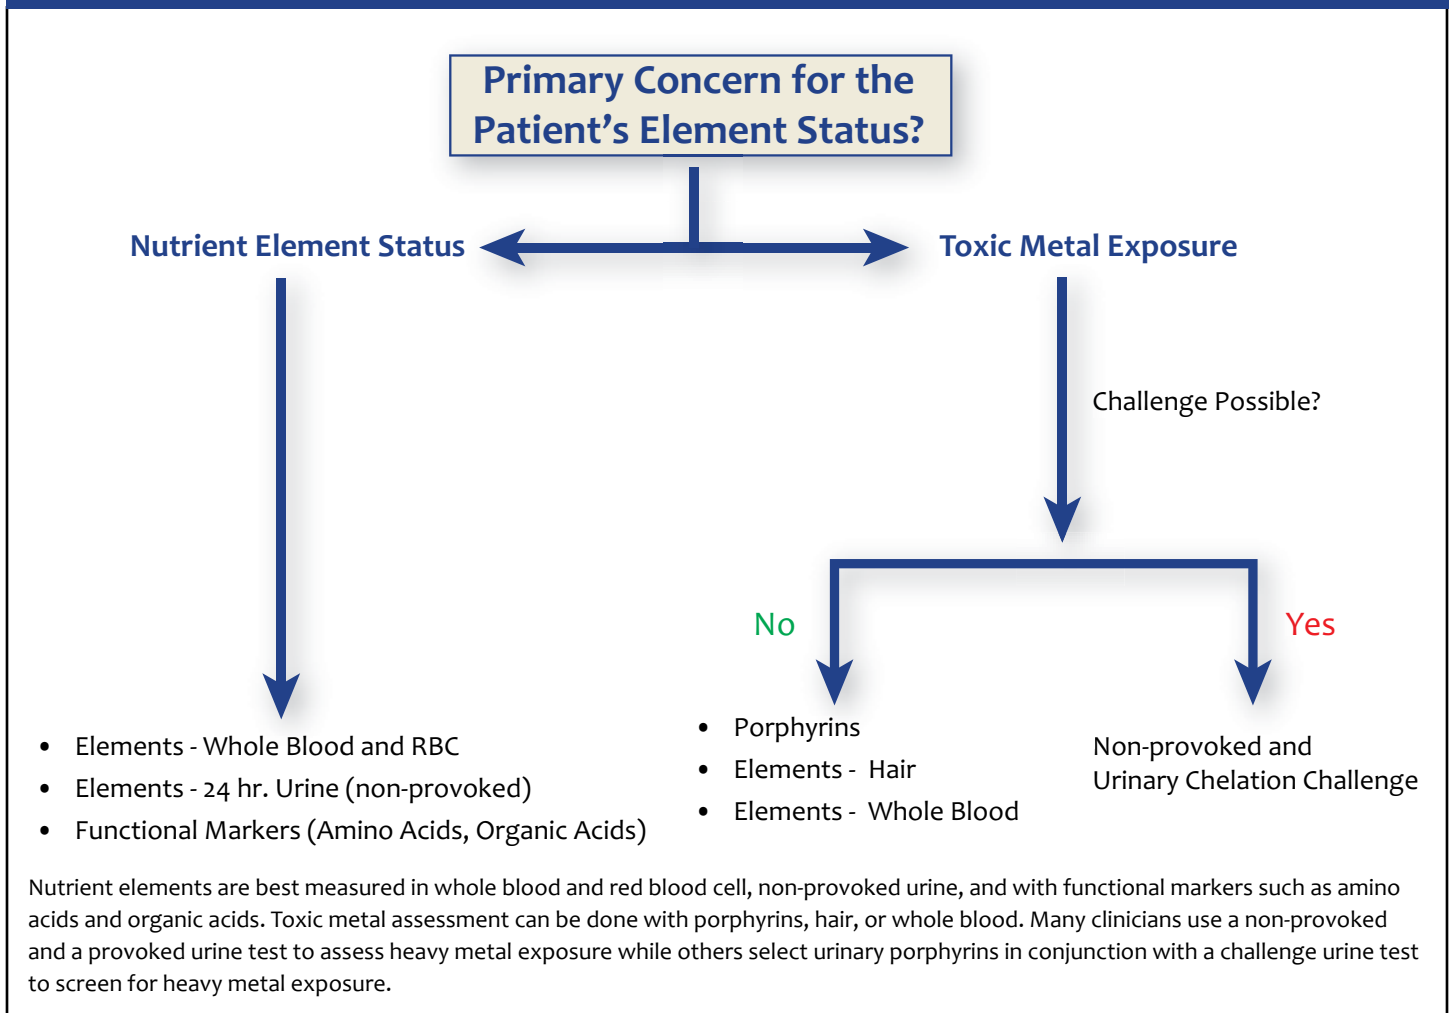 Primary Concern for the
Patient’s Element Status?
Nutrient Element Status
Toxic Metal Exposure
Challenge Possible?
No
Yes
• Elements - Whole Blood and RBC
• Elements - 24 hr. Urine (non-provoked)
• Functional Markers (Amino Acids, Organic Acids)
• Porphyrins
• Elements - Hair
• Elements - Whole Blood
Non-provoked and
Urinary Chelation Challenge
Nutrient elements are best measured in whole blood and red blood cell, non-provoked urine, and with functional markers such as amino
acids and organic acids. Toxic metal assessment can be done with porphyrins, hair, or whole blood. Many clinicians use a non-provoked
and a provoked urine test to assess heavy metal exposure while others select urinary porphyrins in conjunction with a challenge urine test
to screen for heavy metal exposure.